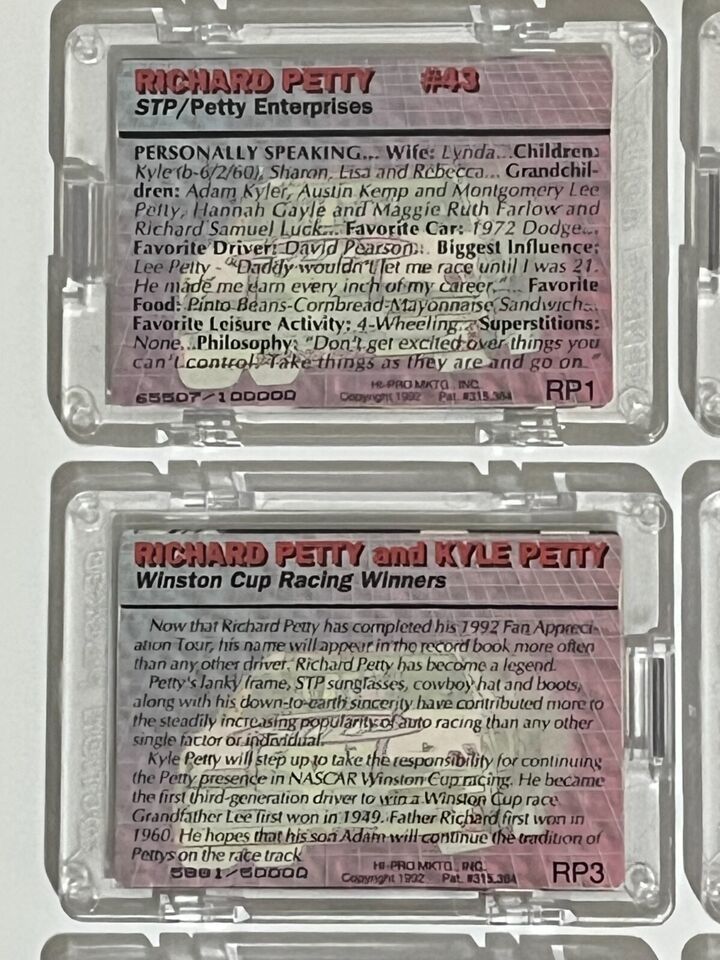 RICHARD PETTY #43
STP/Petty Enterprises
PERSONALLY SPEAKING... Wife: Lynda...Children:
Kyle (b-6/2/60), Sharon, Lisa and Rebecca... Grandchil-
dren: Adam Kyler, Austin Kemp and Montgomery Lee
Petty, Hannah Gayle and Maggie Ruth Farlow and
Richard Samuel Luck... Favorite Car: 1972 Dodge...
Favorite Driver: David Pearson... Biggest Influence:
Lee Petty - "Daddy wouldn't let me race until I was 21.
He made me earn every inch of my career."... Favorite
Food: Pinto Beans-Cornbread-Mayonnaise Sandwich...
Favorite Leisure Activity: 4-Wheeling...Superstitions:
None...Philosophy: "Don't get excited over things you
can't control. Take things as they are and go on."
HI-PRO MKTG., INC.
65507/100000 Copyright 1992 Pat. #315,364 RP1
RICHARD PETTY and KYLE PETTY
Winston Cup Racing Winners
Now that Richard Petty has completed his 1992 Fan Appreci-
ation Tour, his name will appear in the record book more often
than any other driver. Richard Petty has become a legend.
Petty's lanky frame, STP sunglasses, cowboy hat and boots,
along with his down-to-earth sincerity have contributed more to
the steadily increasing popularity of auto racing than any other
single factor or individual.
Kyle Petty will step up to take the responsibility for continuing
the Petty presence in NASCAR Winston Cup racing. He became
the first third-generation driver to win a Winston Cup race.
Grandfather Lee first won in 1949. Father Richard first won in
1960. He hopes that his son Adam will continue the tradition of
Pettys on the race track
HI-PRO MKTG., INC.
5801/50000 Copyright 1992 Pat. #315,364 RP3